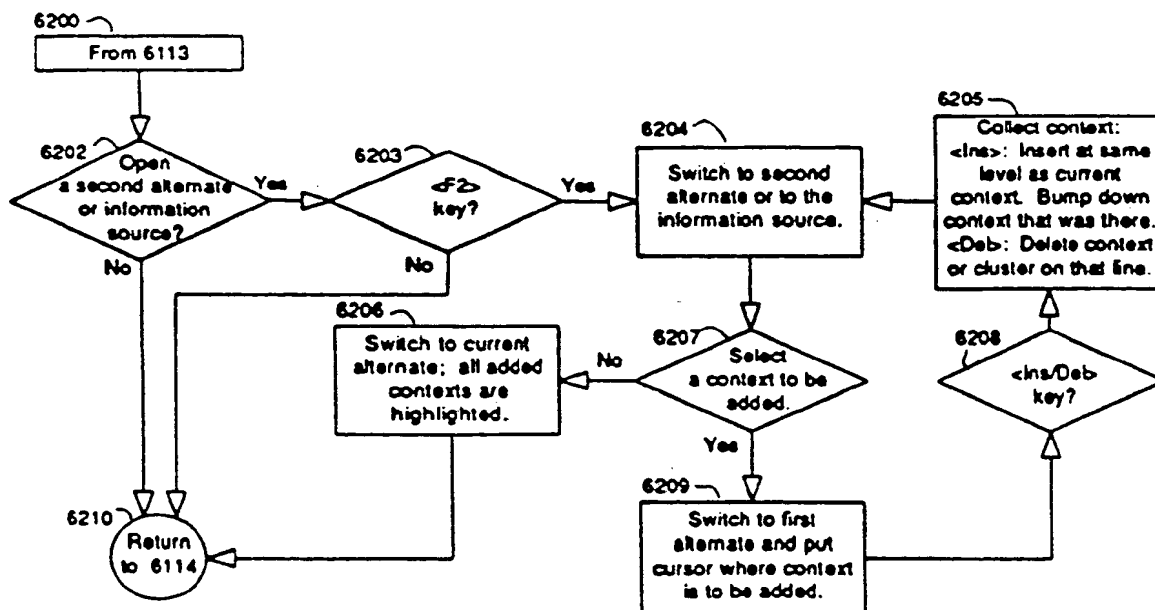 6200
From 6113
6202
Open
a second alternate
or information
source?
Yes
No
6203
<F2>
key?
Yes
No
6204
Switch to second
alternate or to the
information source.
6205
Collect context:
<Ins>: Insert at same
level as current
context. Bump down
context that was there.
<Deb>: Delete context
or cluster on that line.
6206
Switch to current
alternate; all added
contexts are
highlighted.
6207
Select
a context to be
added.
No
Yes
6208
<Ins/Deb>
key?
6209
Switch to first
alternate and put
cursor where context
is to be added.
6210
Return
to 6114